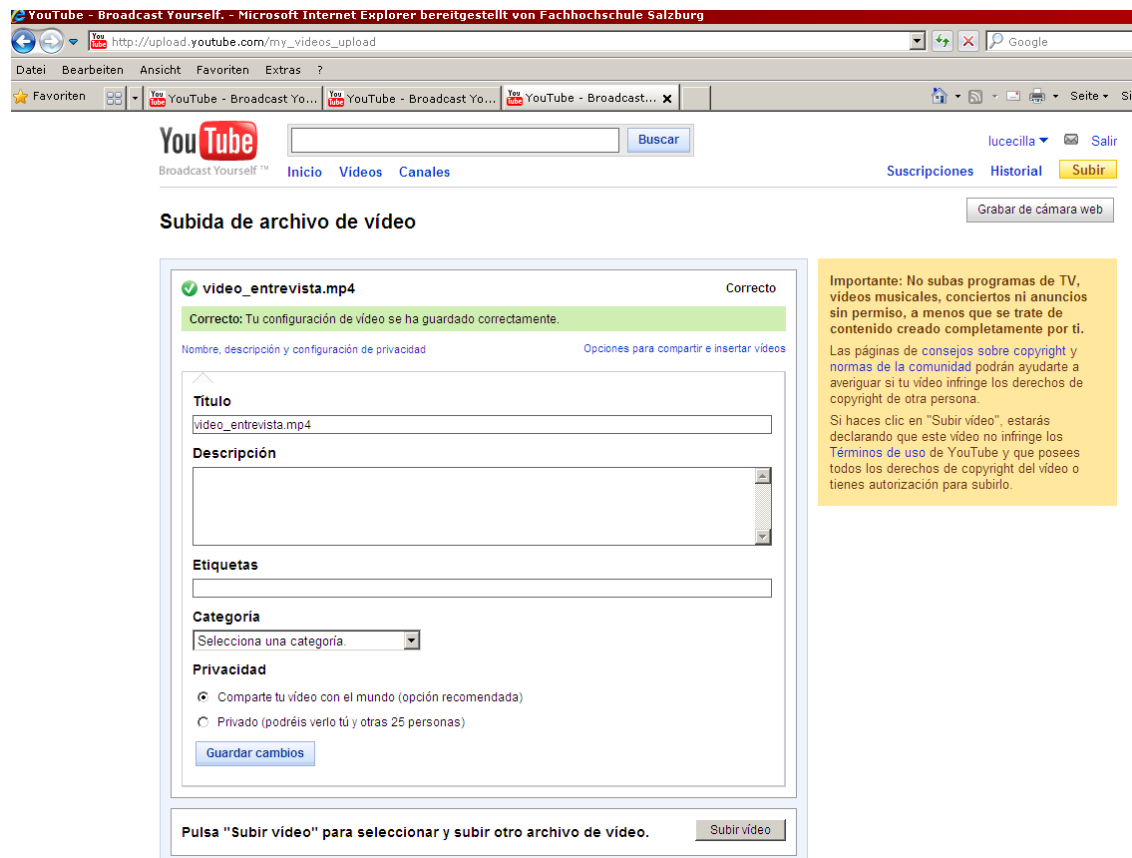 YouTube - Broadcast Yourself. - Microsoft Internet Explorer bereitgestellt von Fachhochschule Salzburg
http://upload.youtube.com/my_videos_upload
Google
Datei Bearbeiten Ansicht Favoriten Extras ?
Favoriten YouTube - Broadcast Yo... YouTube - Broadcast Yo... YouTube - Broadcast... Seite Si
You Tube
Broadcast Yourself ™
Buscar
lucecilla Salir
Inicio Vídeos Canales
Suscripciones Historial Subir
Subida de archivo de vídeo
Grabar de cámara web
video_entrevista.mp4 Correcto
Correcto: Tu configuración de vídeo se ha guardado correctamente.
Nombre, descripción y configuración de privacidad Opciones para compartir e insertar vídeos
Título
video_entrevista.mp4
Descripción
Etiquetas
Categoría
Selecciona una categoría.
Privacidad
Comparte tu vídeo con el mundo (opción recomendada)
Privado (podréis verlo tú y otras 25 personas)
Guardar cambios
Pulsa "Subir vídeo" para seleccionar y subir otro archivo de vídeo. Subir vídeo
Importante: No subas programas de TV,
vídeos musicales, conciertos ni anuncios
sin permiso, a menos que se trate de
contenido creado completamente por ti.
Las páginas de consejos sobre copyright y
normas de la comunidad podrán ayudarte a
averiguar si tu vídeo infringe los derechos de
copyright de otra persona.
Si haces clic en "Subir vídeo", estarás
declarando que este vídeo no infringe los
Términos de uso de YouTube y que posees
todos los derechos de copyright del vídeo o
tienes autorización para subirlo.